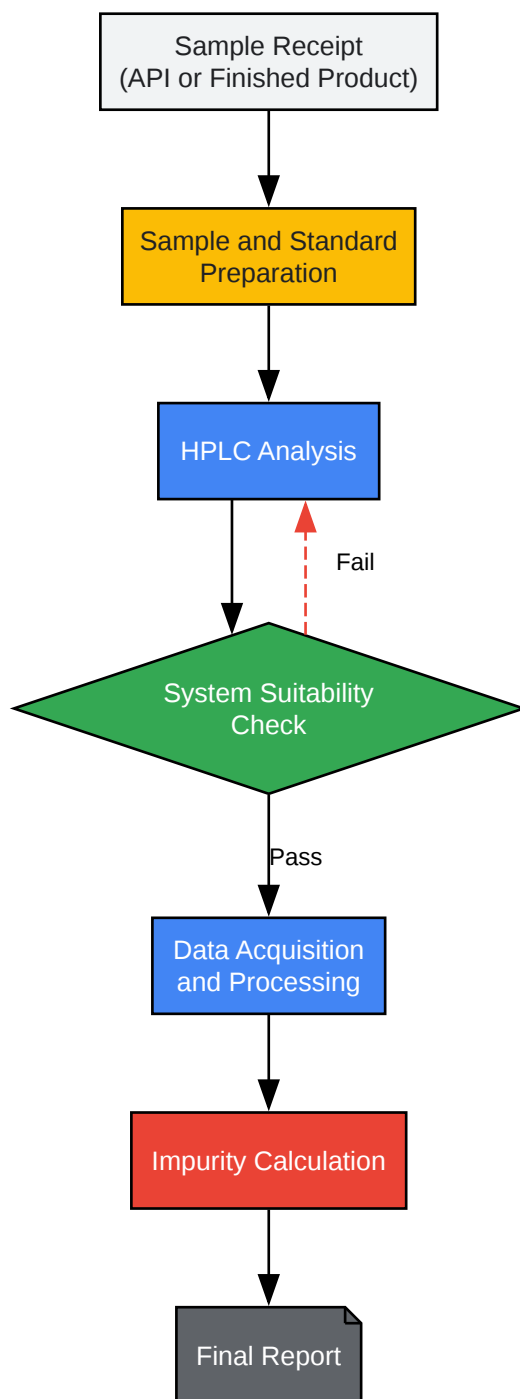 Sample Receipt
(API or Finished Product)
Sample and Standard
Preparation
HPLC Analysis
Fail
System Suitability
Check
Pass
Data Acquisition
and Processing
Impurity Calculation
Final Report